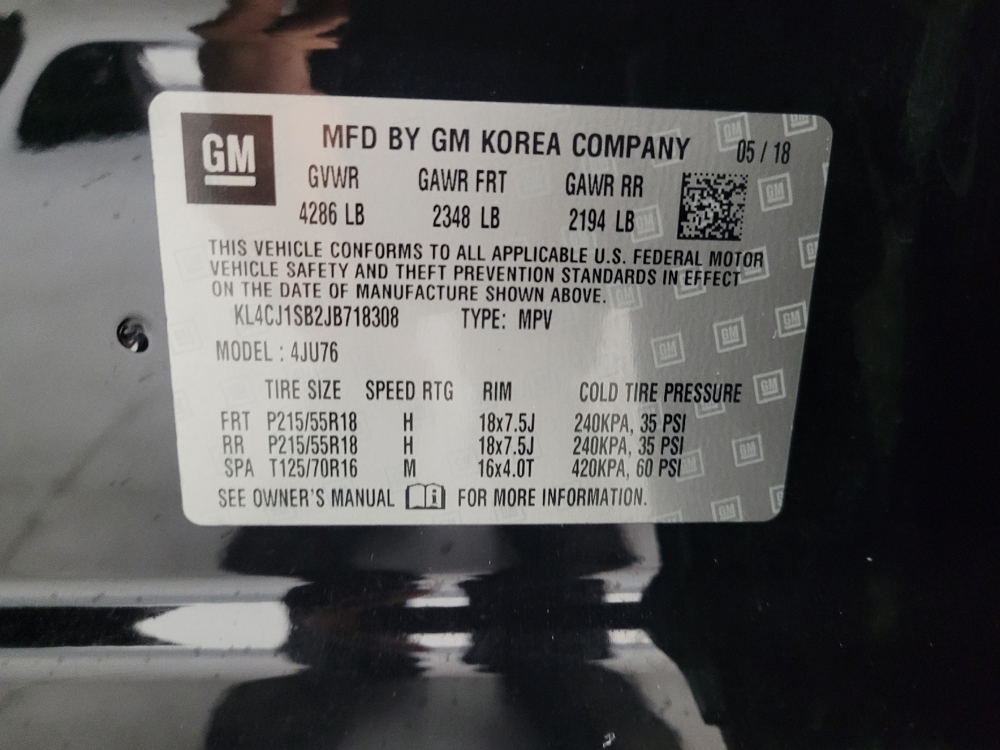 GM
MFD BY GM KOREA COMPANY 05 / 18
GVWR GAWR FRT GAWR RR
4286 LB 2348 LB 2194 LB
THIS VEHICLE CONFORMS TO ALL APPLICABLE U.S. FEDERAL MOTOR
VEHICLE SAFETY AND THEFT PREVENTION STANDARDS IN EFFECT
ON THE DATE OF MANUFACTURE SHOWN ABOVE.
KL4CJ1SB2JB718308 TYPE: MPV
MODEL : 4JU76
TIRE SIZE SPEED RTG RIM COLD TIRE PRESSURE
FRT P215/55R18 H 18x7.5J 240KPA, 35 PSI
RR P215/55R18 H 18x7.5J 240KPA, 35 PSI
SPA T125/70R16 M 16x4.0T 420KPA, 60 PSI
SEE OWNER'S MANUAL FOR MORE INFORMATION.